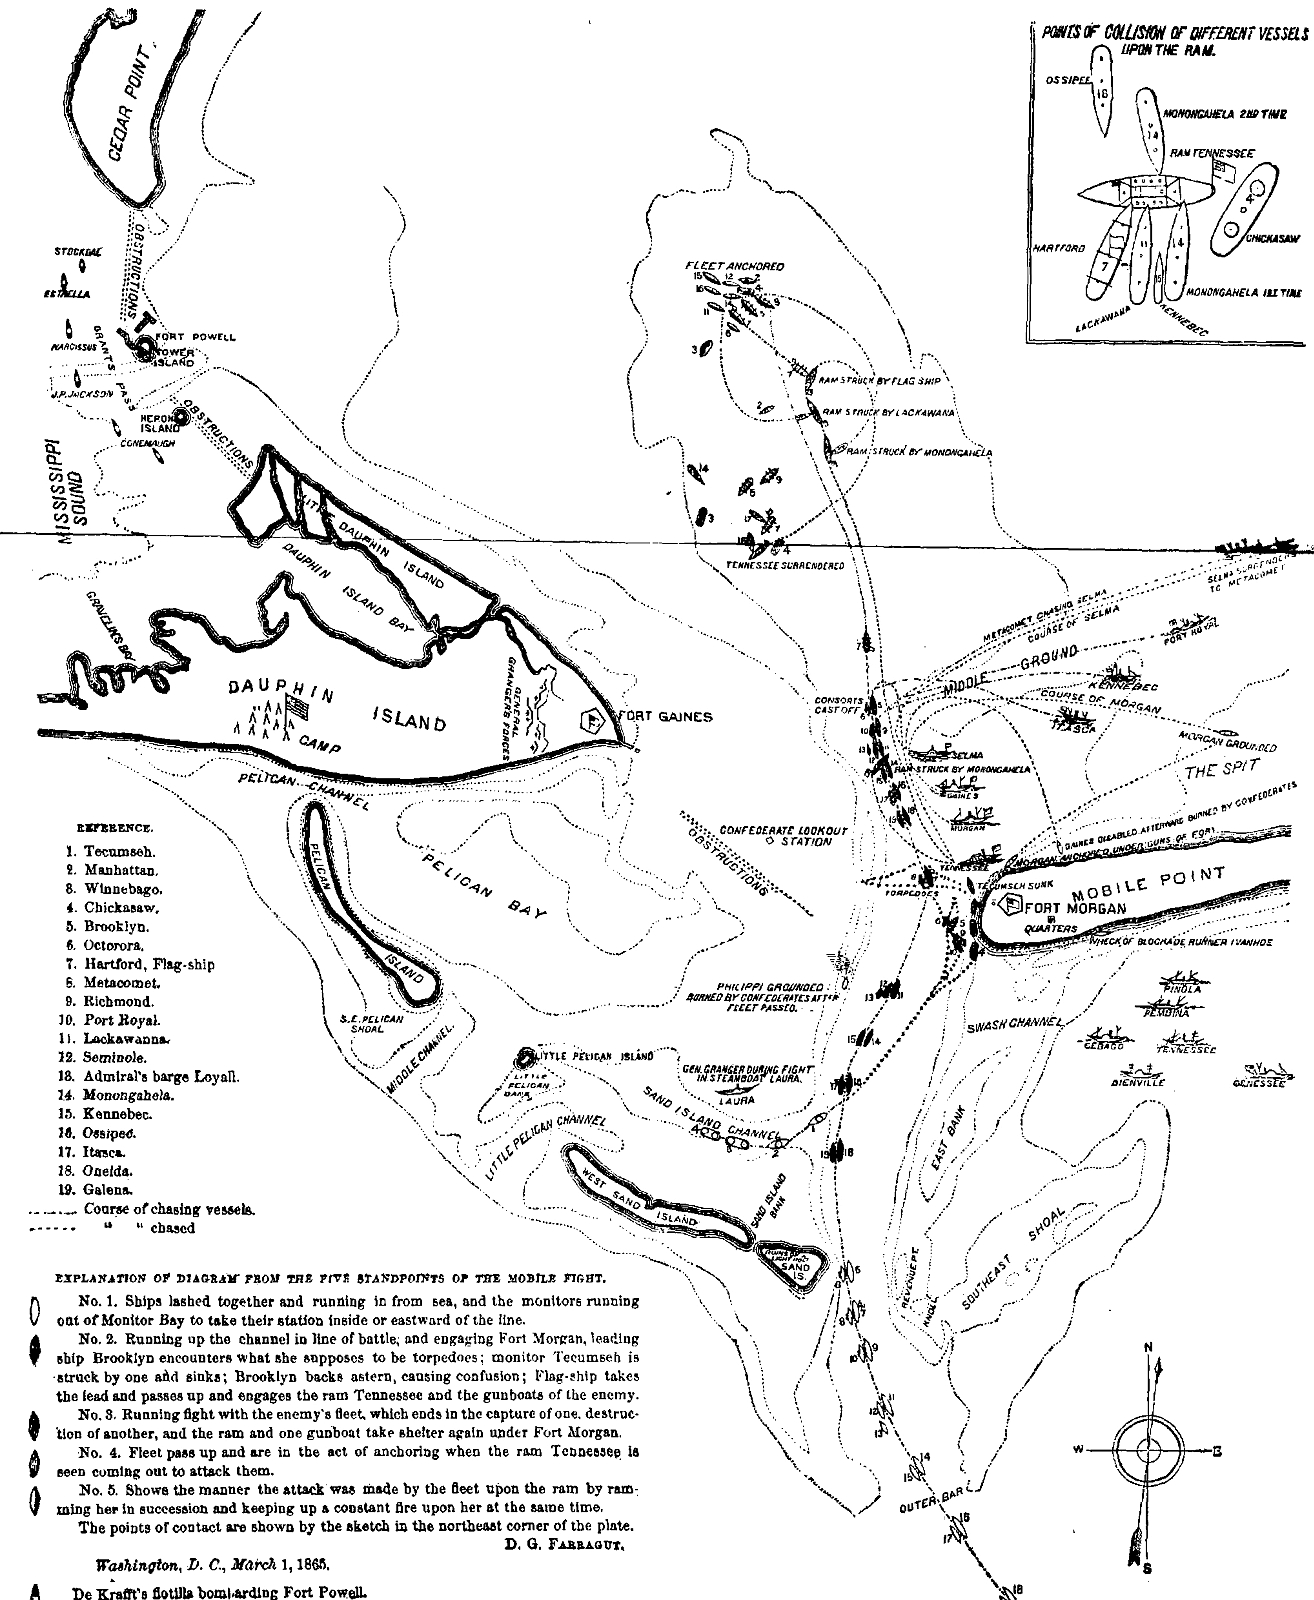 POINTS OF COLLISION OF DIFFERENT VESSELS
UPON THE RAM.
OSSIPEE
16
MONONGAHELA 2ND TIME
14
RAM TENNESSEE
4
CHICKASAW
HARTFORD
7
11
15
14
MONONGAHELA 1ST TIME
LACKAWANA
KENNEBEC
CEDAR POINT.
OBSTRUCTIONS
STOCKDAL
ESTRELLA
NARCISSUS
J.P. JACKSON
GRANTS PASS
FORT POWELL
TOWER
ISLAND
HERON
ISLAND
CONEMAUGH
OBSTRUCTIONS
MISSISSIPPI
SOUND
LITTLE DAUPHIN
ISLAND
DAUPHIN ISLAND BAY
GRAVELINS BAY
DAUPHIN
ISLAND
CAMP
GENERAL
GRANGERS FORCES
FORT GAINES
PELICAN CHANNEL
PELICAN
ISLAND
PELICAN BAY
S.E. PELICAN
SHOAL
MIDDLE CHANNEL
LITTLE PELICAN ISLAND
LITTLE
PELICAN
BANK
LITTLE PELICAN CHANNEL
WEST SAND ISLAND
SAND ISLAND
BANK
RUINS OF
LIGHT HOUSE
SAND
IS.
SAND ISLAND CHANNEL
GEN. GRANGER DURING FIGHT
IN STEAMBOAT LAURA.
LAURA
FLEET ANCHORED
RAM STRUCK BY FLAG SHIP
RAM STRUCK BY LACKAWANA
RAM STRUCK BY MONONGAHELA
TENNESSEE SURRENDERED
SELMA SURRENDERS
TO METACOMET
METACOMET CHASING SELMA
COURSE OF SELMA
PORT ROYAL
MIDDLE GROUND
KENNEBEC
COURSE OF MORGAN
ITASCA
MORGAN GROUNDED
THE SPIT
CONSORTS
CAST OFF
SELMA
RAM STRUCK BY MONONGAHELA
GAINES
MORGAN
CONFEDERATE LOOKOUT
STATION
OBSTRUCTIONS
TENNESSEE
GAINES DISABLED AFTERWARD BURNED BY CONFEDERATES
MORGAN ANCHORED UNDER GUNS OF FORT
TORPEDOES
TECUMSEH SUNK
MOBILE POINT
FORT MORGAN
QUARTERS
WRECK OF BLOCKADE RUNNER IVANHOE
PHILIPPI GROUNDED
BURNED BY CONFEDERATES AFTER
FLEET PASSED.
SWASH CHANNEL
PINOLA
PEMBINA
SEBAGO
TENNESSEE
BIENVILLE
GENESSEE
EAST BANK
SOUTHEAST SHOAL
REVENUE PT.
KNOLL
OUTER BAR
N
W
E
S
REFERENCE.
1. Tecumseh.
2. Manhattan.
3. Winnebago.
4. Chickasaw.
5. Brooklyn.
6. Octorora.
7. Hartford, Flag-ship
8. Metacomet.
9. Richmond.
10. Port Royal.
11. Lackawanna.
12. Seminole.
13. Admiral's barge Loyall.
14. Monongahela.
15. Kennebec.
16. Ossipee.
17. Itasca.
18. Oneida.
19. Galena.
Course of chasing vessels.
" " chased
EXPLANATION OF DIAGRAM FROM THE FIVE STANDPOINTS OF THE MOBILE FIGHT.
No. 1. Ships lashed together and running in from sea, and the monitors running
out of Monitor Bay to take their station inside or eastward of the line.
No. 2. Running up the channel in line of battle, and engaging Fort Morgan, leading
ship Brooklyn encounters what she supposes to be torpedoes; monitor Tecumseh is
struck by one and sinks; Brooklyn backs astern, causing confusion; Flag-ship takes
the lead and passes up and engages the ram Tennessee and the gunboats of the enemy.
No. 3. Running fight with the enemy's fleet, which ends in the capture of one, destruc-
tion of another, and the ram and one gunboat take shelter again under Fort Morgan.
No. 4. Fleet pass up and are in the act of anchoring when the ram Tennessee is
seen coming out to attack them.
No. 5. Shows the manner the attack was made by the fleet upon the ram by ram-
ming her in succession and keeping up a constant fire upon her at the same time.
The points of contact are shown by the sketch in the northeast corner of the plate.
D. G. FARRAGUT.
Washington, D. C., March 1, 1865.
De Krafft's flotilla bombarding Fort Powell.